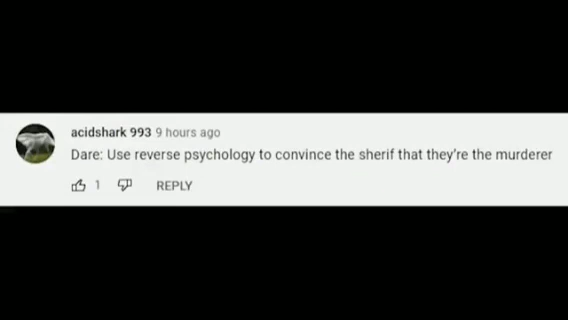 acidshark 993 9 hours ago
Dare: Use reverse psychology to convince the sherif that they're the murderer
1 REPLY